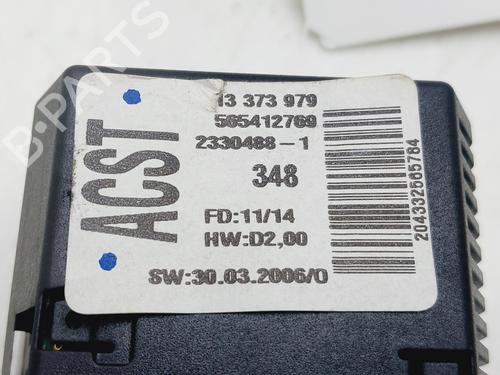 13 373 979
565412769
2330488-1
348
FD:11/14
HW:D2,00
SW:30.03.2006/0
ACST
204332565784
B-PARTS